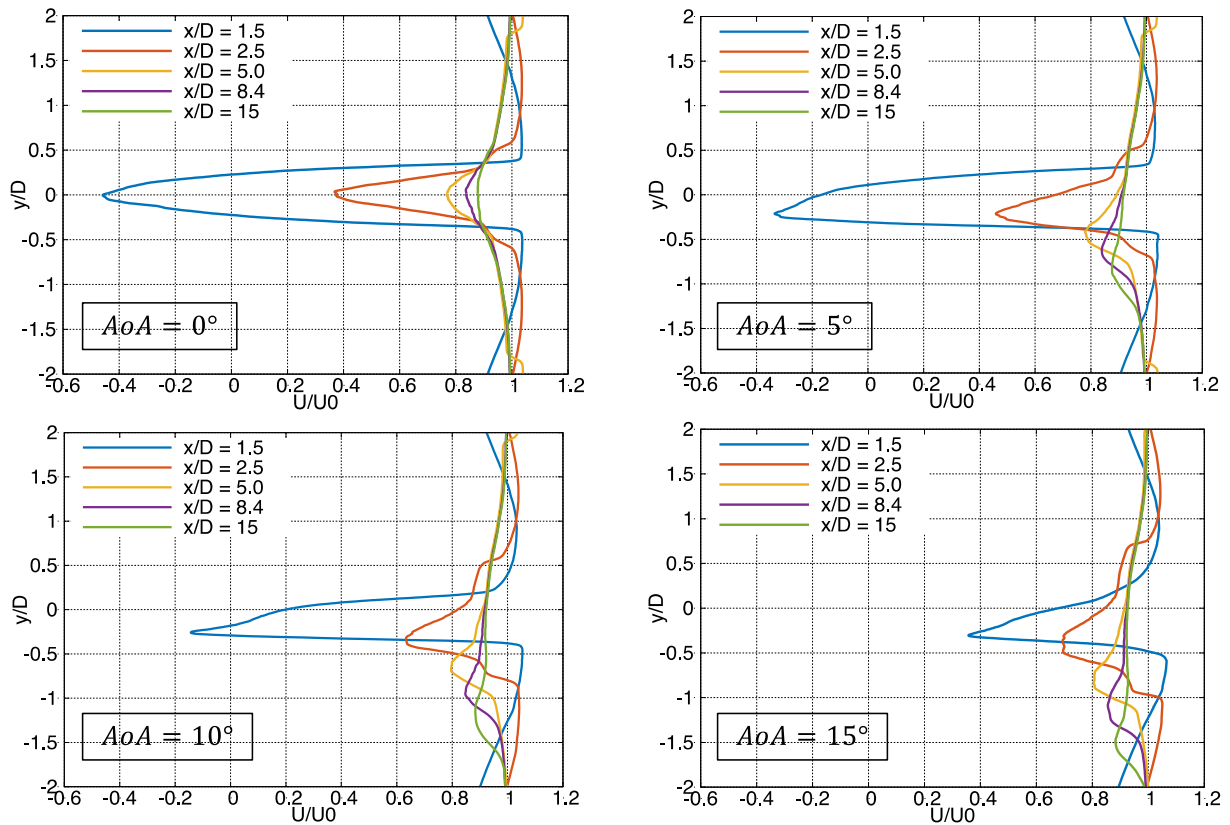 2
1.5
1
0.5
0
-0.5
-1
-1.5
-2
y/D
x/D = 1.5
x/D = 2.5
x/D = 5.0
x/D = 8.4
x/D = 15
AoA = 0°
-0.6 -0.4 -0.2 0 0.2 0.4 0.6 0.8 1 1.2
U/U0
2
1.5
1
0.5
0
-0.5
-1
-1.5
-2
y/D
x/D = 1.5
x/D = 2.5
x/D = 5.0
x/D = 8.4
x/D = 15
AoA = 5°
-0.6 -0.4 -0.2 0 0.2 0.4 0.6 0.8 1 1.2
U/U0
2
1.5
1
0.5
0
-0.5
-1
-1.5
-2
y/D
x/D = 1.5
x/D = 2.5
x/D = 5.0
x/D = 8.4
x/D = 15
AoA = 10°
-0.6 -0.4 -0.2 0 0.2 0.4 0.6 0.8 1 1.2
U/U0
2
1.5
1
0.5
0
-0.5
-1
-1.5
-2
y/D
x/D = 1.5
x/D = 2.5
x/D = 5.0
x/D = 8.4
x/D = 15
AoA = 15°
-0.6 -0.4 -0.2 0 0.2 0.4 0.6 0.8 1 1.2
U/U0